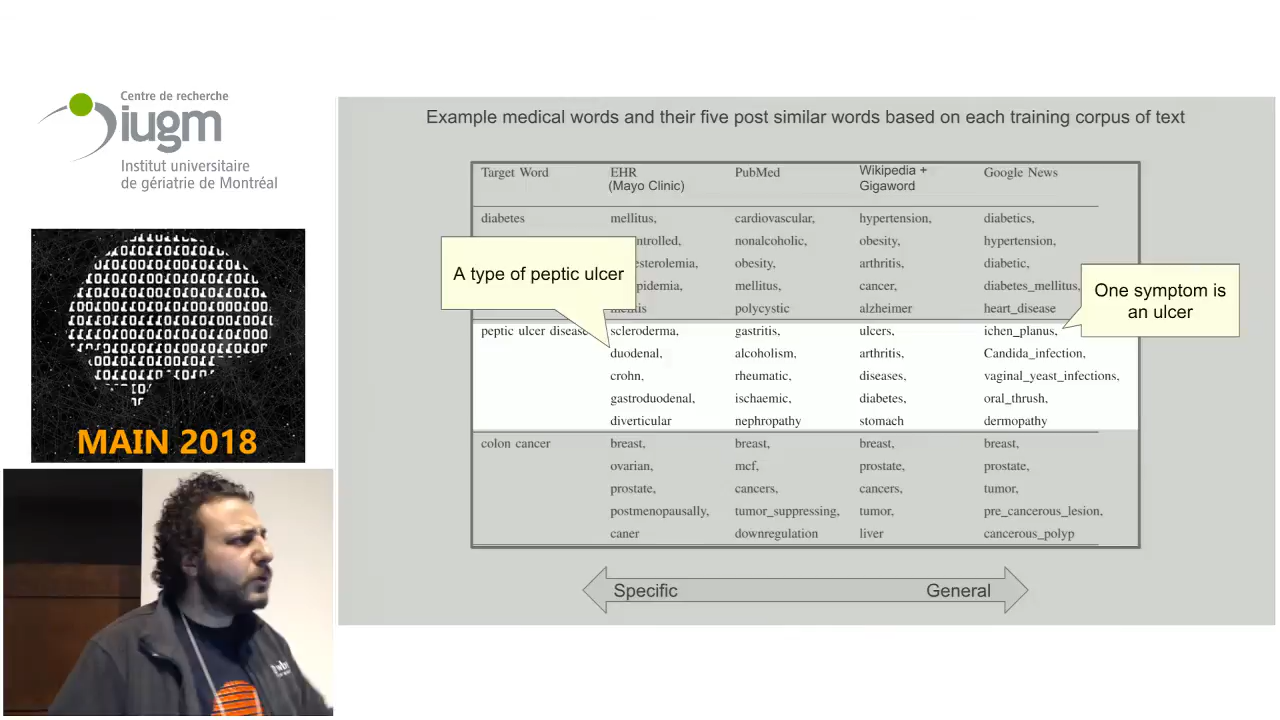 Centre de recherche
iugm
Institut universitaire
de gériatrie de Montréal
MAIN 2018
Example medical words and their five post similar words based on each training corpus of text
Target Word EHR (Mayo Clinic) PubMed Wikipedia + Gigaword Google News
diabetes mellitus, cardiovascular, hypertension, diabetics,
ntrolled, nonalcoholic, obesity, hypertension,
esterolemia, obesity, arthritis, diabetic,
pidemia, mellitus, cancer, diabetes_mellitus,
polycystic alzheimer heart_disease
A type of peptic ulcer
One symptom is
an ulcer
peptic ulcer disease scleroderma, gastritis, ulcers, ichen_planus,
duodenal, alcoholism, arthritis, Candida_infection,
crohn, rheumatic, diseases, vaginal_yeast_infections,
gastroduodenal, ischaemic, diabetes, oral_thrush,
diverticular nephropathy stomach dermopathy
colon cancer breast, breast, breast, breast,
ovarian, mcf, prostate, prostate,
prostate, cancers, cancers, tumor,
postmenopausally, tumor_suppressing, tumor, pre_cancerous_lesion,
caner downregulation liver cancerous_polyp
Specific General